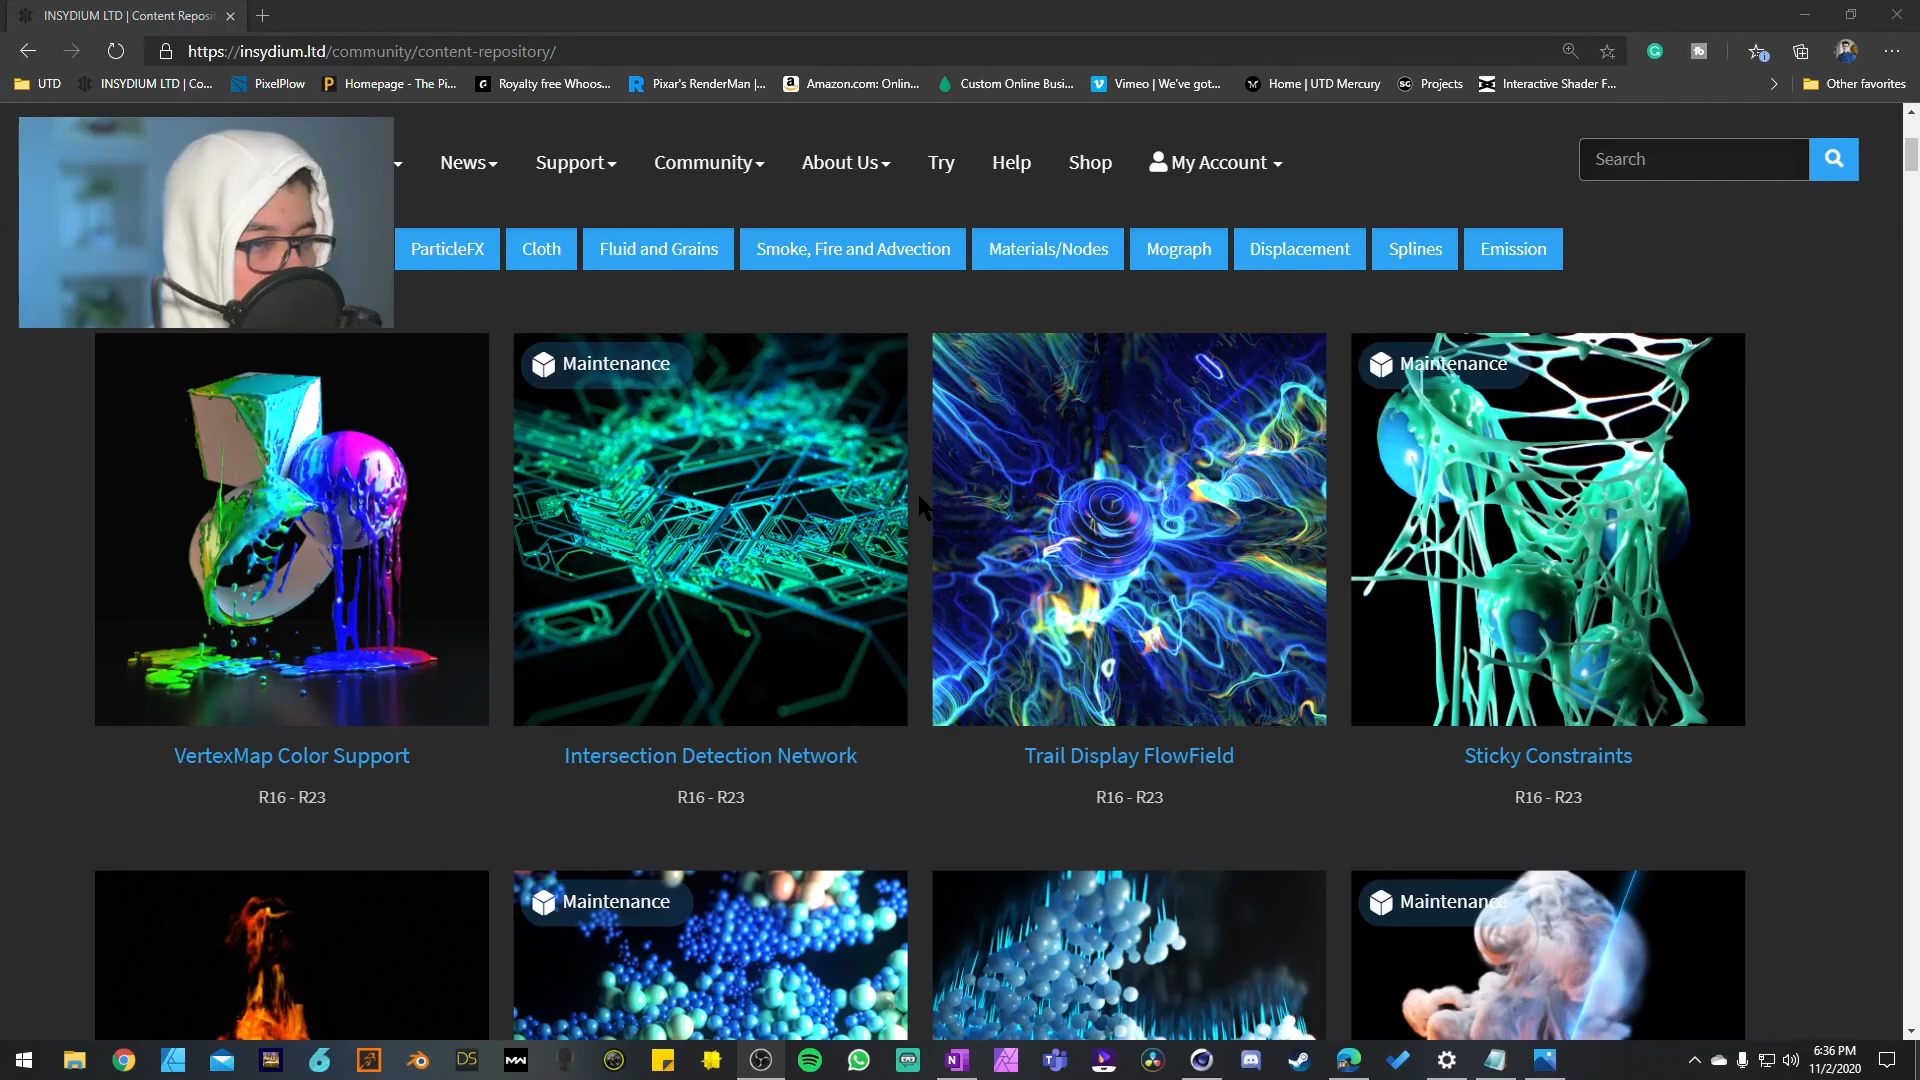 INSYDIUM LTD | Content Reposit
https://insydium.ltd/community/content-repository/
UTD
INSYDIUM LTD | Co...
PixelPlow
Homepage - The Pi...
Royalty free Whoos...
Pixar's RenderMan |...
Amazon.com: Onlin...
Custom Online Busi...
Vimeo | We've got...
Home | UTD Mercury
Projects
Interactive Shader F...
Other favorites
News
Support
Community
About Us
Try
Help
Shop
My Account
Search
ParticleFX
Cloth
Fluid and Grains
Smoke, Fire and Advection
Materials/Nodes
Mograph
Displacement
Splines
Emission
Maintenance
Maintenance
VertexMap Color Support
Intersection Detection Network
Trail Display FlowField
Sticky Constraints
R16 - R23
R16 - R23
R16 - R23
R16 - R23
Maintenance
Maintenance
6:36 PM
11/2/2020